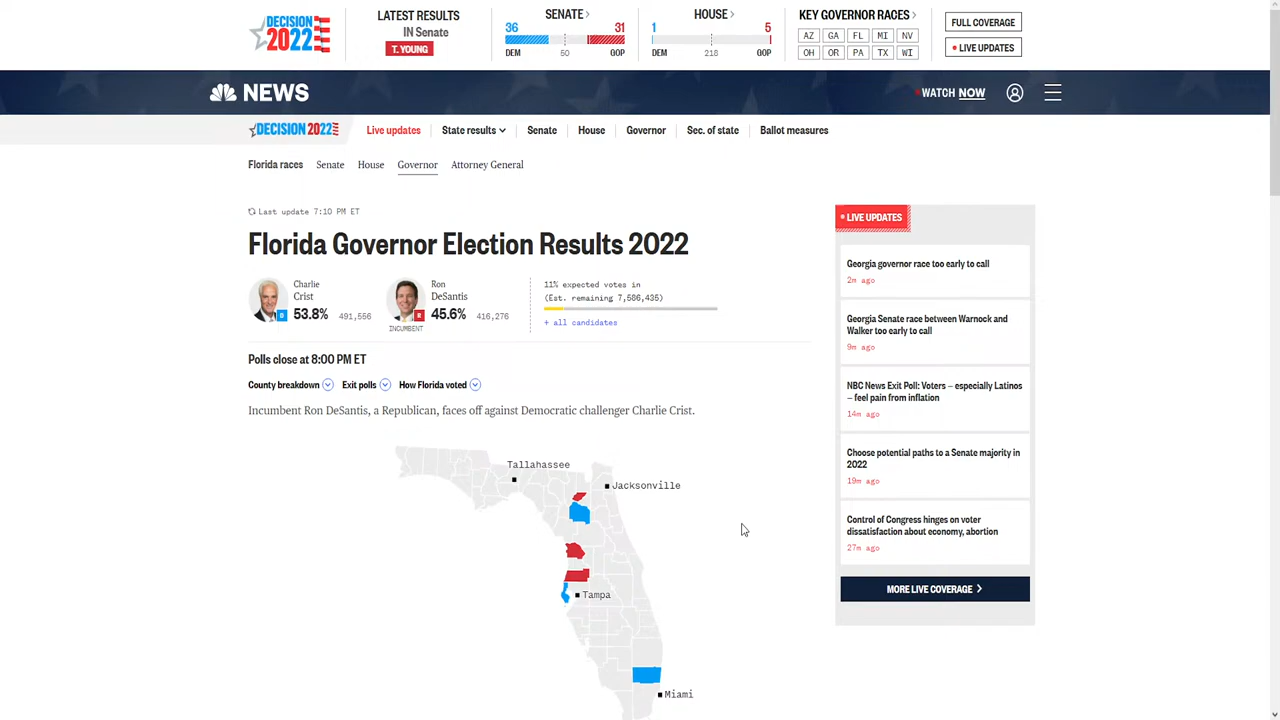 DECISION 2022
LATEST RESULTS
IN Senate
T. YOUNG
SENATE
36 31
DEM 50 GOP
HOUSE
1 5
DEM 218 GOP
KEY GOVERNOR RACES
AZ GA FL MI NV
OH OR PA TX WI
FULL COVERAGE
LIVE UPDATES
NEWS
WATCH NOW
DECISION 2022
Live updates State results Senate House Governor Sec. of state Ballot measures
Florida races Senate House Governor Attorney General
Last update 7:10 PM ET
Florida Governor Election Results 2022
Charlie
Crist
D 53.8% 491,556
Ron
DeSantis
R 45.6% 416,276
INCUMBENT
11% expected votes in
(Est. remaining 7,586,435)
+ all candidates
Polls close at 8:00 PM ET
County breakdown Exit polls How Florida voted
Incumbent Ron DeSantis, a Republican, faces off against Democratic challenger Charlie Crist.
Tallahassee
Jacksonville
Tampa
Miami
LIVE UPDATES
Georgia governor race too early to call
2m ago
Georgia Senate race between Warnock and
Walker too early to call
9m ago
NBC News Exit Poll: Voters — especially Latinos
— feel pain from inflation
14m ago
Choose potential paths to a Senate majority in
2022
19m ago
Control of Congress hinges on voter
dissatisfaction about economy, abortion
27m ago
MORE LIVE COVERAGE